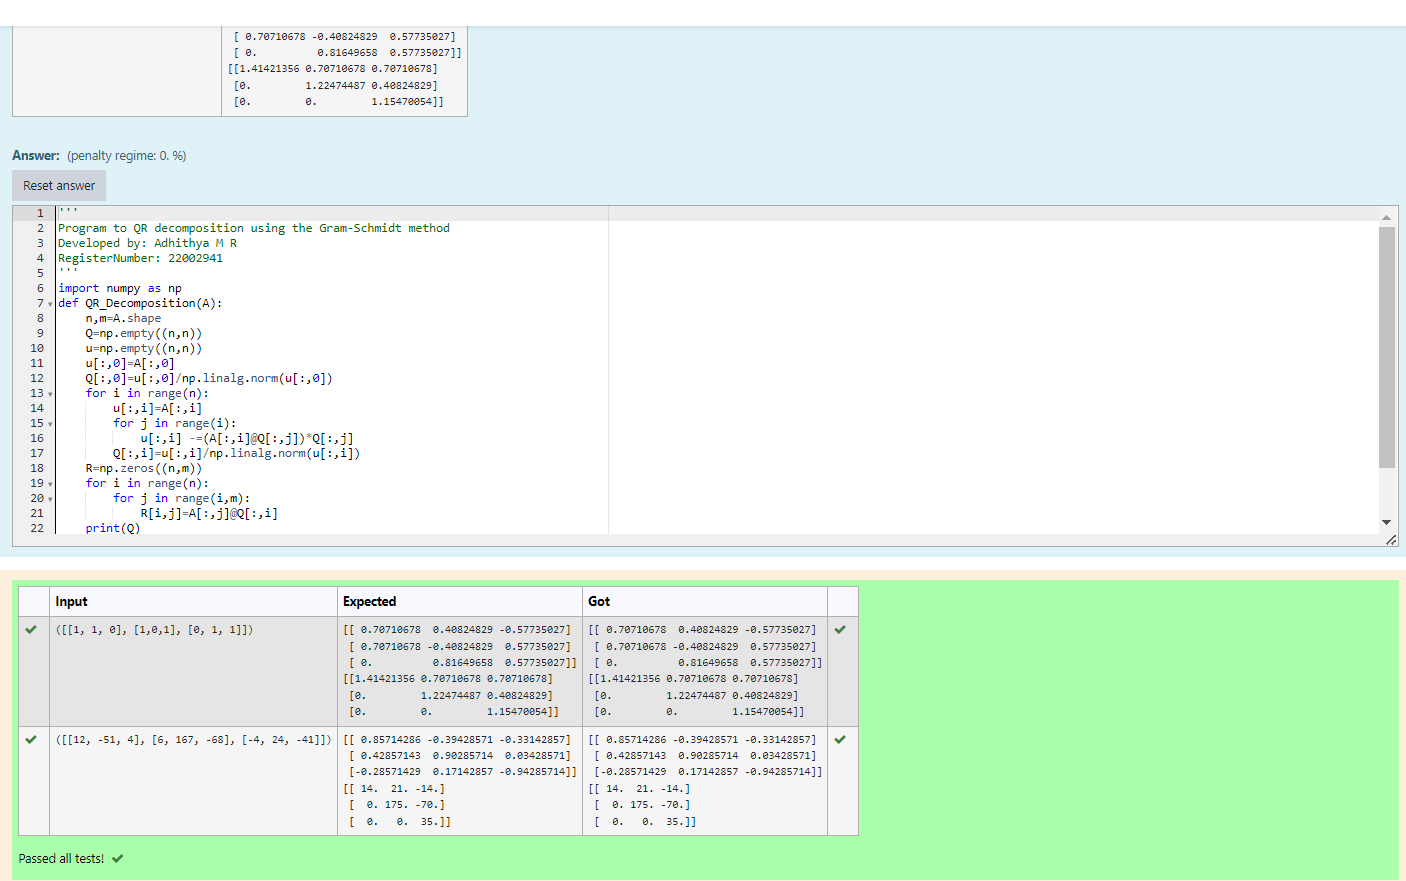 [ 0.70710678 -0.40824829  0.57735027]
[ 0.          0.81649658  0.57735027]]
[[1.41421356 0.70710678 0.70710678]
[0.         1.22474487 0.40824829]
[0.         0.         1.15470054]]
Answer: (penalty regime: 0. %)
Reset answer
1 '''
2 Program to QR decomposition using the Gram-Schmidt method
3 Developed by: Adhithya M R
4 RegisterNumber: 22002941
5 '''
6 import numpy as np
7 def QR_Decomposition(A):
8     n,m=A.shape
9     Q=np.empty((n,n))
10     u=np.empty((n,n))
11     u[:,0]=A[:,0]
12     Q[:,0]=u[:,0]/np.linalg.norm(u[:,0])
13     for i in range(n):
14         u[:,i]=A[:,i]
15         for j in range(i):
16             u[:,i] -=(A[:,i]@Q[:,j])*Q[:,j]
17         Q[:,i]=u[:,i]/np.linalg.norm(u[:,i])
18     R=np.zeros((n,m))
19     for i in range(n):
20         for j in range(i,m):
21             R[i,j]=A[:,j]@Q[:,i]
22     print(Q)
Input Expected Got
([[1, 1, 0], [1,0,1], [0, 1, 1]]) [[ 0.70710678  0.40824829 -0.57735027] [[ 0.70710678  0.40824829 -0.57735027]
[ 0.70710678 -0.40824829  0.57735027] [ 0.70710678 -0.40824829  0.57735027]
[ 0.          0.81649658  0.57735027]] [ 0.          0.81649658  0.57735027]]
[[1.41421356 0.70710678 0.70710678] [[1.41421356 0.70710678 0.70710678]
[0.         1.22474487 0.40824829] [0.         1.22474487 0.40824829]
[0.         0.         1.15470054]] [0.         0.         1.15470054]]
([[12, -51, 4], [6, 167, -68], [-4, 24, -41]]) [[ 0.85714286 -0.39428571 -0.33142857] [[ 0.85714286 -0.39428571 -0.33142857]
[ 0.42857143  0.90285714  0.03428571] [ 0.42857143  0.90285714  0.03428571]
[-0.28571429  0.17142857 -0.94285714]] [-0.28571429  0.17142857 -0.94285714]]
[[ 14.  21. -14.] [[ 14.  21. -14.]
[  0. 175. -70.] [  0. 175. -70.]
[  0.   0.  35.]] [  0.   0.  35.]]
Passed all tests!